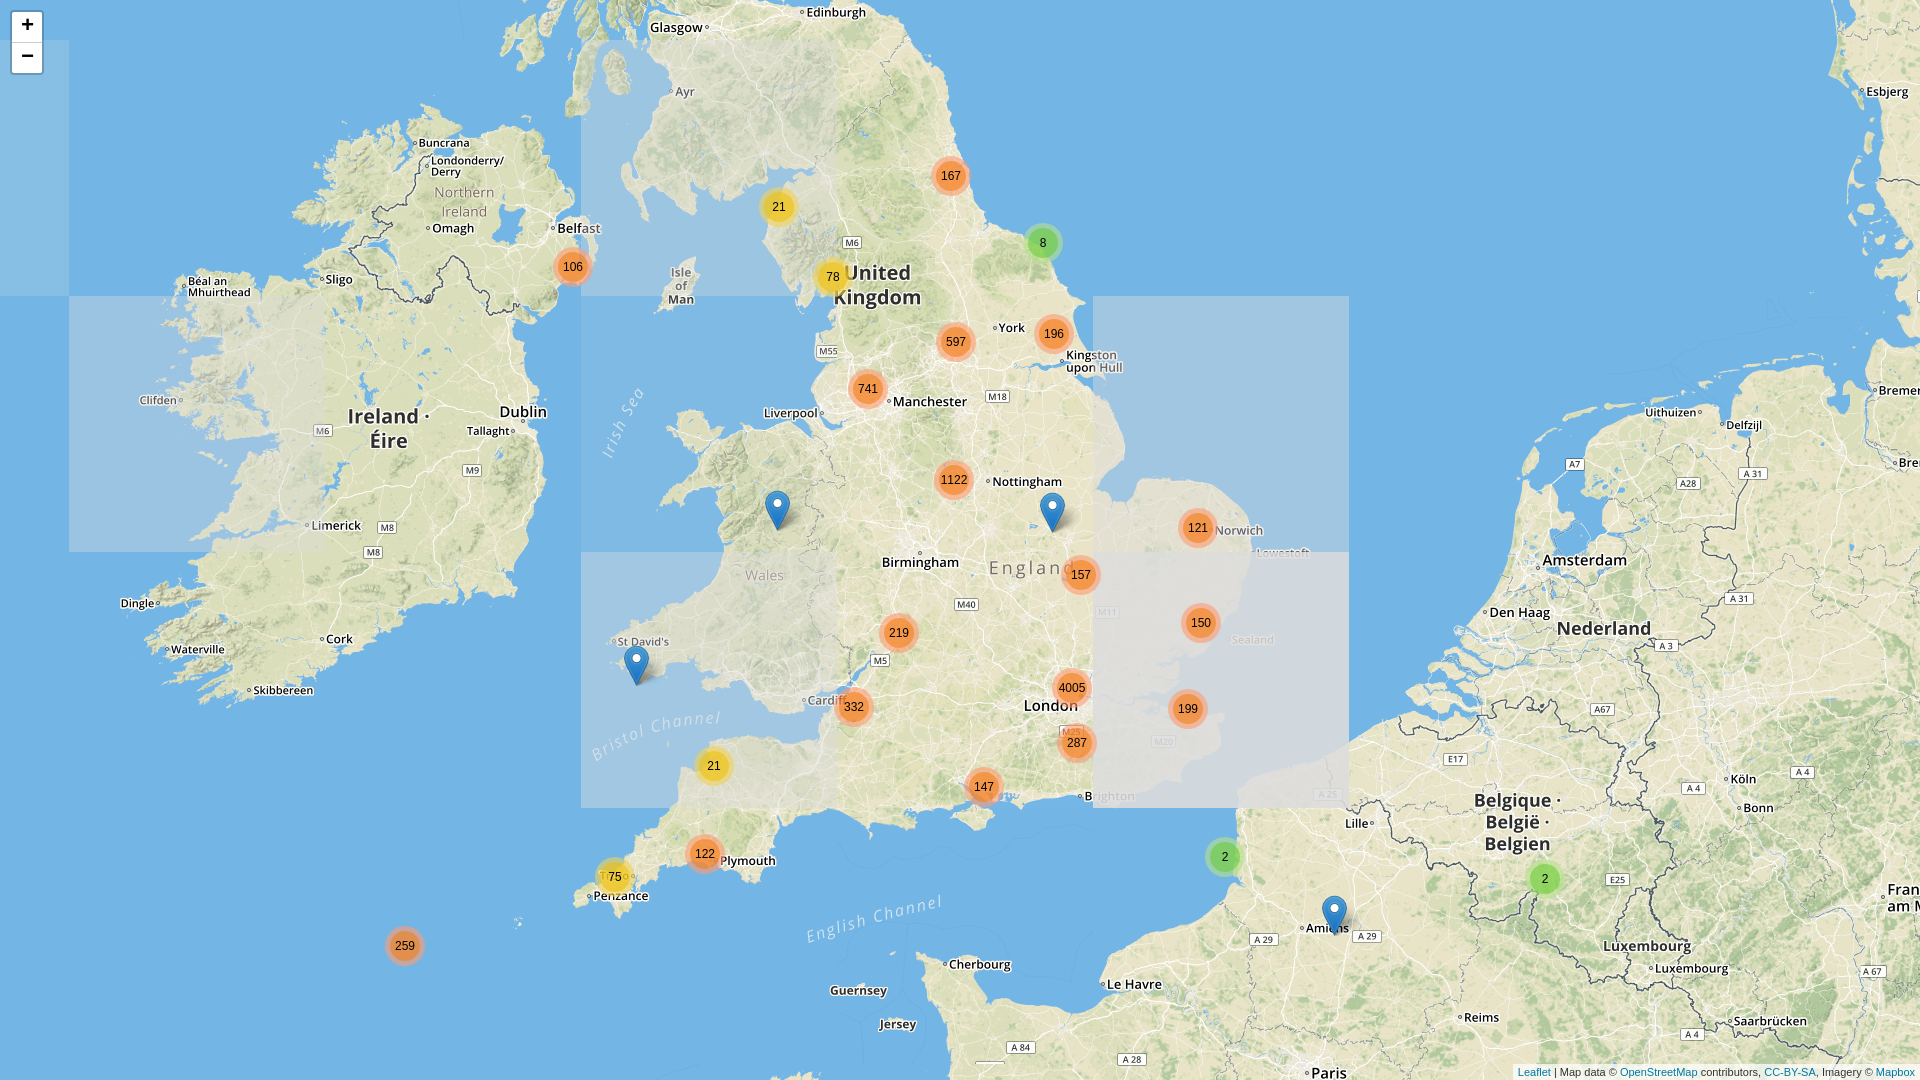 +
−
Edinburgh
Glasgow
Ayr
Esbjerg
Buncrana
Londonderry/
Derry
Northern
Ireland
Omagh
Belfast
167
21
8
M6
106
78
United
Kingdom
Isle
of
Man
Sligo
Béal an
Mhuirthead
York
196
597
Kingston
upon Hull
M55
741
Manchester
M18
Liverpool
Irish Sea
Clifden
Ireland ·
Éire
Dublin
Tallaght
M6
M9
Uithuizen
Delfzijl
A7
A 31
A28
1122
Nottingham
Limerick
M8
M8
121
Norwich
Lowestoft
Birmingham
England
157
Wales
Amsterdam
A 31
Den Haag
Nederland
A 3
Dingle
Cork
Waterville
Skibbereen
M40
M11
219
150
Sealand
St David's
M5
4005
London
Cardiff
332
199
M25
287
M20
A67
Bristol Channel
21
147
Brighton
A 25
E17
Köln
A 4
A 4
Bonn
Belgique ·
België ·
Belgien
Lille
122
Plymouth
75
Penzance
2
2
E25
English Channel
259
Amiens
A 29
A 29
Luxembourg
Luxembourg
A 67
Cherbourg
Guernsey
Le Havre
Jersey
Reims
Saarbrücken
A 84
A 28
A 4
Paris
Leaflet | Map data © OpenStreetMap contributors, CC-BY-SA, Imagery © Mapbox